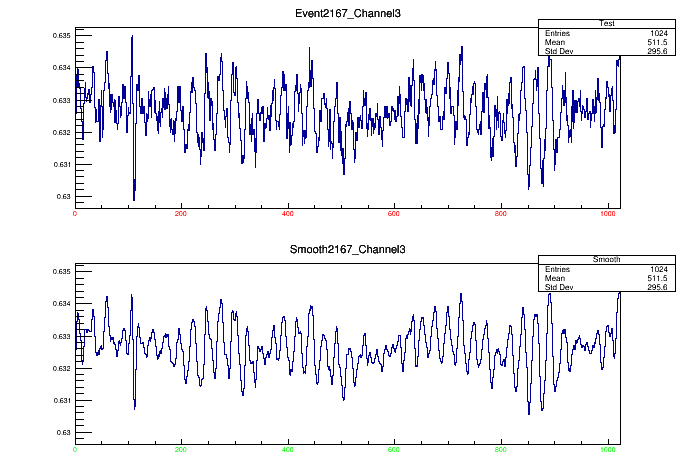 Event2167_Channel3
Test
Entries 1024
Mean 511.5
Std Dev 295.6
0.635
0.634
0.633
0.632
0.631
0.63
0 200 400 600 800 1000
Smooth2167_Channel3
Smooth
Entries 1024
Mean 511.5
Std Dev 295.6
0.635
0.634
0.633
0.632
0.631
0.63
0 200 400 600 800 1000